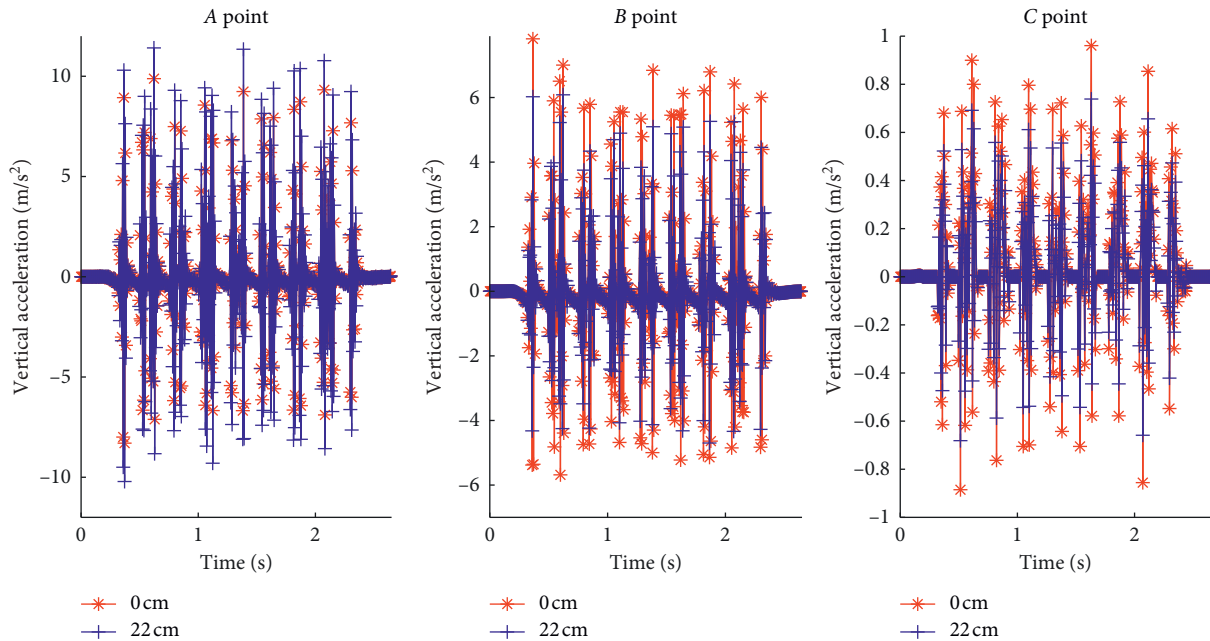 A point
Vertical acceleration (m/s²)
10
5
0
−5
−10
0
1
2
Time (s)
0 cm
22 cm
B point
Vertical acceleration (m/s²)
6
4
2
0
−2
−4
−6
0
1
2
Time (s)
0 cm
22 cm
C point
Vertical acceleration (m/s²)
1
0.8
0.6
0.4
0.2
0
−0.2
−0.4
−0.6
−0.8
−1
0
1
2
Time (s)
0 cm
22 cm